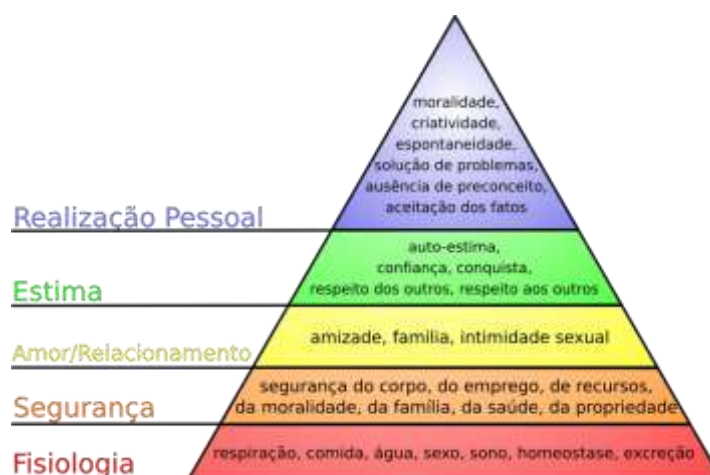 moralidade,
criatividade,
espontaneidade,
solução de problemas,
ausência de preconceito,
aceitação dos fatos
Realização Pessoal
auto-estima,
confiança, conquista,
respeito dos outros, respeito aos outros
Estima
amizade, família, intimidade sexual
Amor/Relacionamento
segurança do corpo, do emprego, de recursos,
da moralidade, da família, da saúde, da propriedade
Segurança
respiração, comida, água, sexo, sono, homeostase, excreção
Fisiologia